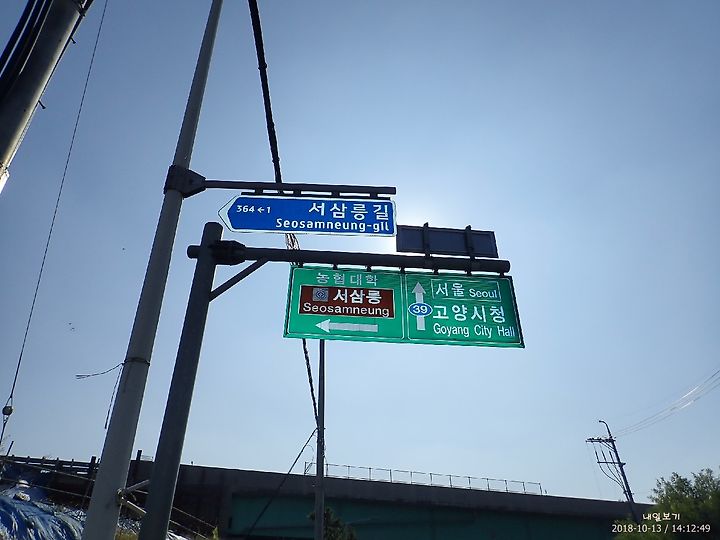 364 ← 1
서삼릉길
Seosamneung-gil
농협대학
서삼릉
Seosamneung
서울 Seoul
39
고양시청
Goyang City Hall
내일보기
2018-10-13 / 14:12:49